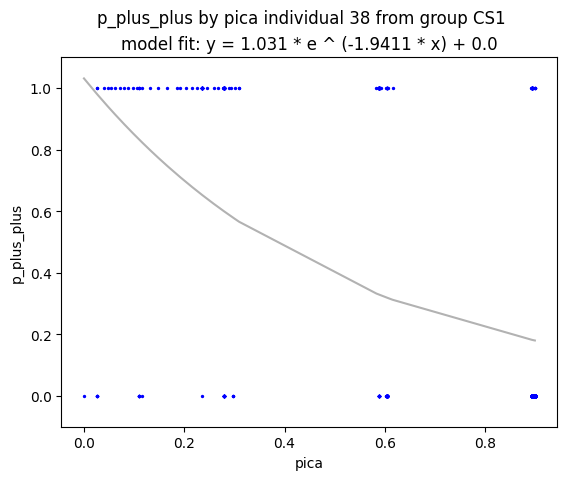 p_plus_plus by pica individual 38 from group CS1
model fit: y = 1.031 * e ^ (-1.9411 * x) + 0.0
1.0
0.8
0.6
0.4
0.2
0.0
p_plus_plus
0.0 0.2 0.4 0.6 0.8
pica